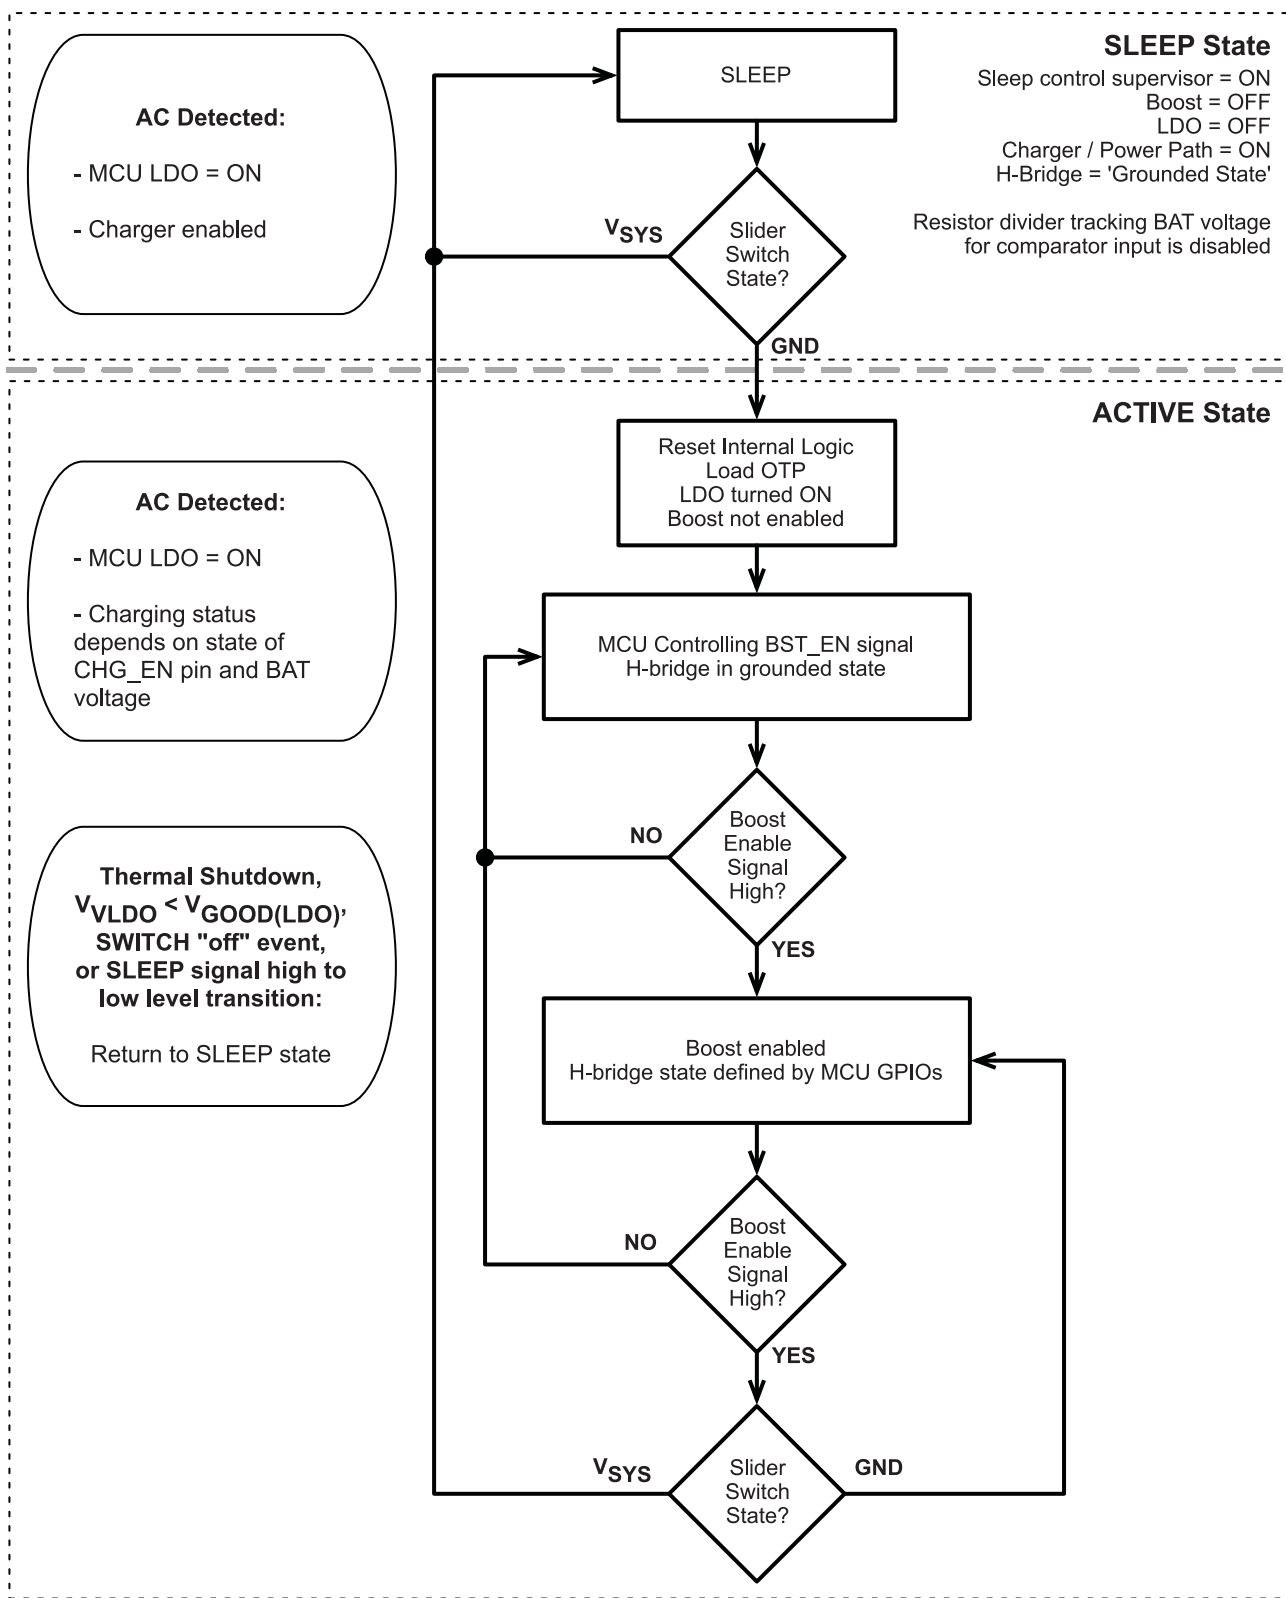 SLEEP State
Sleep control supervisor = ON
Boost = OFF
LDO = OFF
Charger / Power Path = ON
H-Bridge = 'Grounded State'
Resistor divider tracking BAT voltage
for comparator input is disabled
AC Detected:
- MCU LDO = ON
- Charger enabled
SLEEP
VSYS
Slider
Switch
State?
GND
ACTIVE State
Reset Internal Logic
Load OTP
LDO turned ON
Boost not enabled
AC Detected:
- MCU LDO = ON
- Charging status
depends on state of
CHG_EN pin and BAT
voltage
MCU Controlling BST_EN signal
H-bridge in grounded state
NO
Boost
Enable
Signal
High?
YES
Thermal Shutdown,
VVLDO < VGOOD(LDO),
SWITCH "off" event,
or SLEEP signal high to
low level transition:
Return to SLEEP state
Boost enabled
H-bridge state defined by MCU GPIOs
NO
Boost
Enable
Signal
High?
YES
VSYS
Slider
Switch
State?
GND